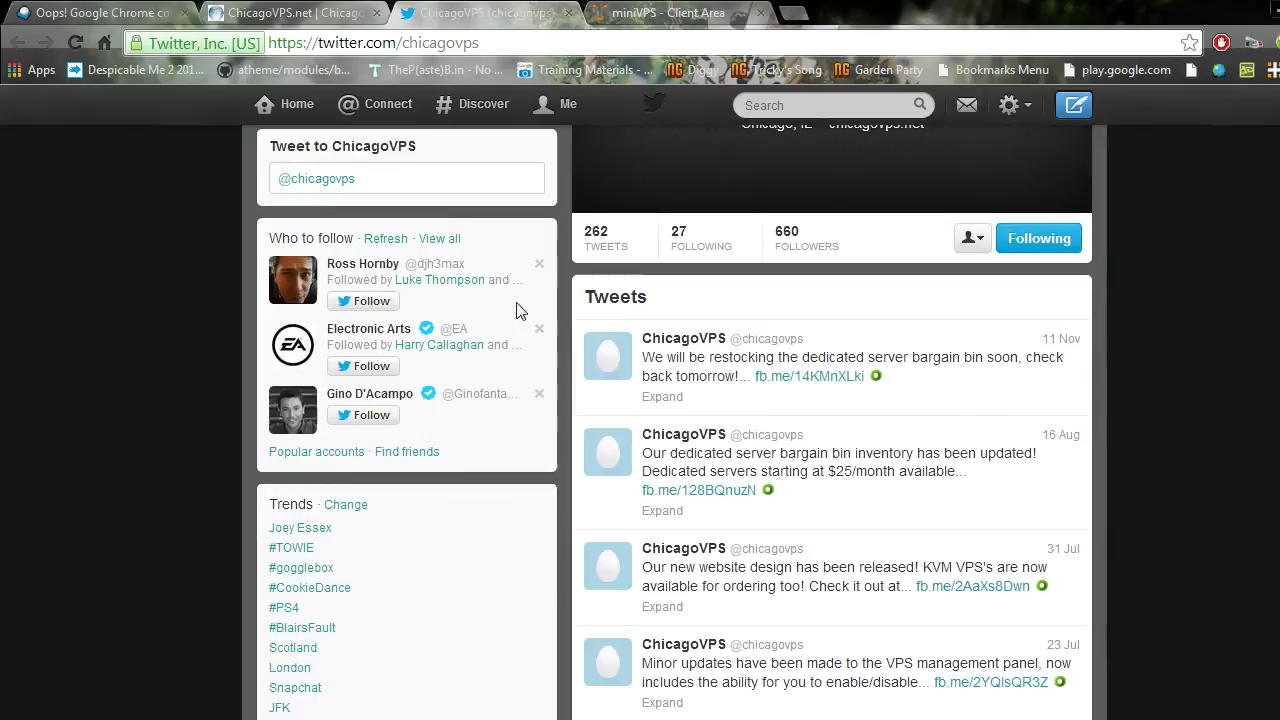 Oops! Google Chrome co
ChicagoVPS.net | Chicago
ChicagoVPS (chicagovps)
miniVPS - Client Area
Twitter, Inc. [US] https://twitter.com/chicagovps
Apps
Despicable Me 2 201...
atheme/modules/b...
TheP(aste)B.in - No ...
Training Materials - ...
Diggy
Tricky's Song
Garden Party
Bookmarks Menu
play.google.com
Home
Connect
Discover
Me
Search
Chicago, IL chicagovps.net
Tweet to ChicagoVPS
@chicagovps
Who to follow · Refresh · View all
Ross Hornby @djh3max
Followed by Luke Thompson and ...
Follow
Electronic Arts @EA
Followed by Harry Callaghan and ...
Follow
Gino D'Acampo @Ginofanta...
Follow
Popular accounts · Find friends
Trends · Change
Joey Essex
#TOWIE
#gogglebox
#CookieDance
#PS4
#BlairsFault
Scotland
London
Snapchat
JFK
262
TWEETS
27
FOLLOWING
660
FOLLOWERS
Following
Tweets
ChicagoVPS @chicagovps 11 Nov
We will be restocking the dedicated server bargain bin soon, check
back tomorrow!... fb.me/14KMnXLki
Expand
ChicagoVPS @chicagovps 16 Aug
Our dedicated server bargain bin inventory has been updated!
Dedicated servers starting at $25/month available...
fb.me/128BQnuzN
Expand
ChicagoVPS @chicagovps 31 Jul
Our new website design has been released! KVM VPS's are now
available for ordering too! Check it out at... fb.me/2AaXs8Dwn
Expand
ChicagoVPS @chicagovps 23 Jul
Minor updates have been made to the VPS management panel, now
includes the ability for you to enable/disable... fb.me/2YQlsQR3Z
Expand